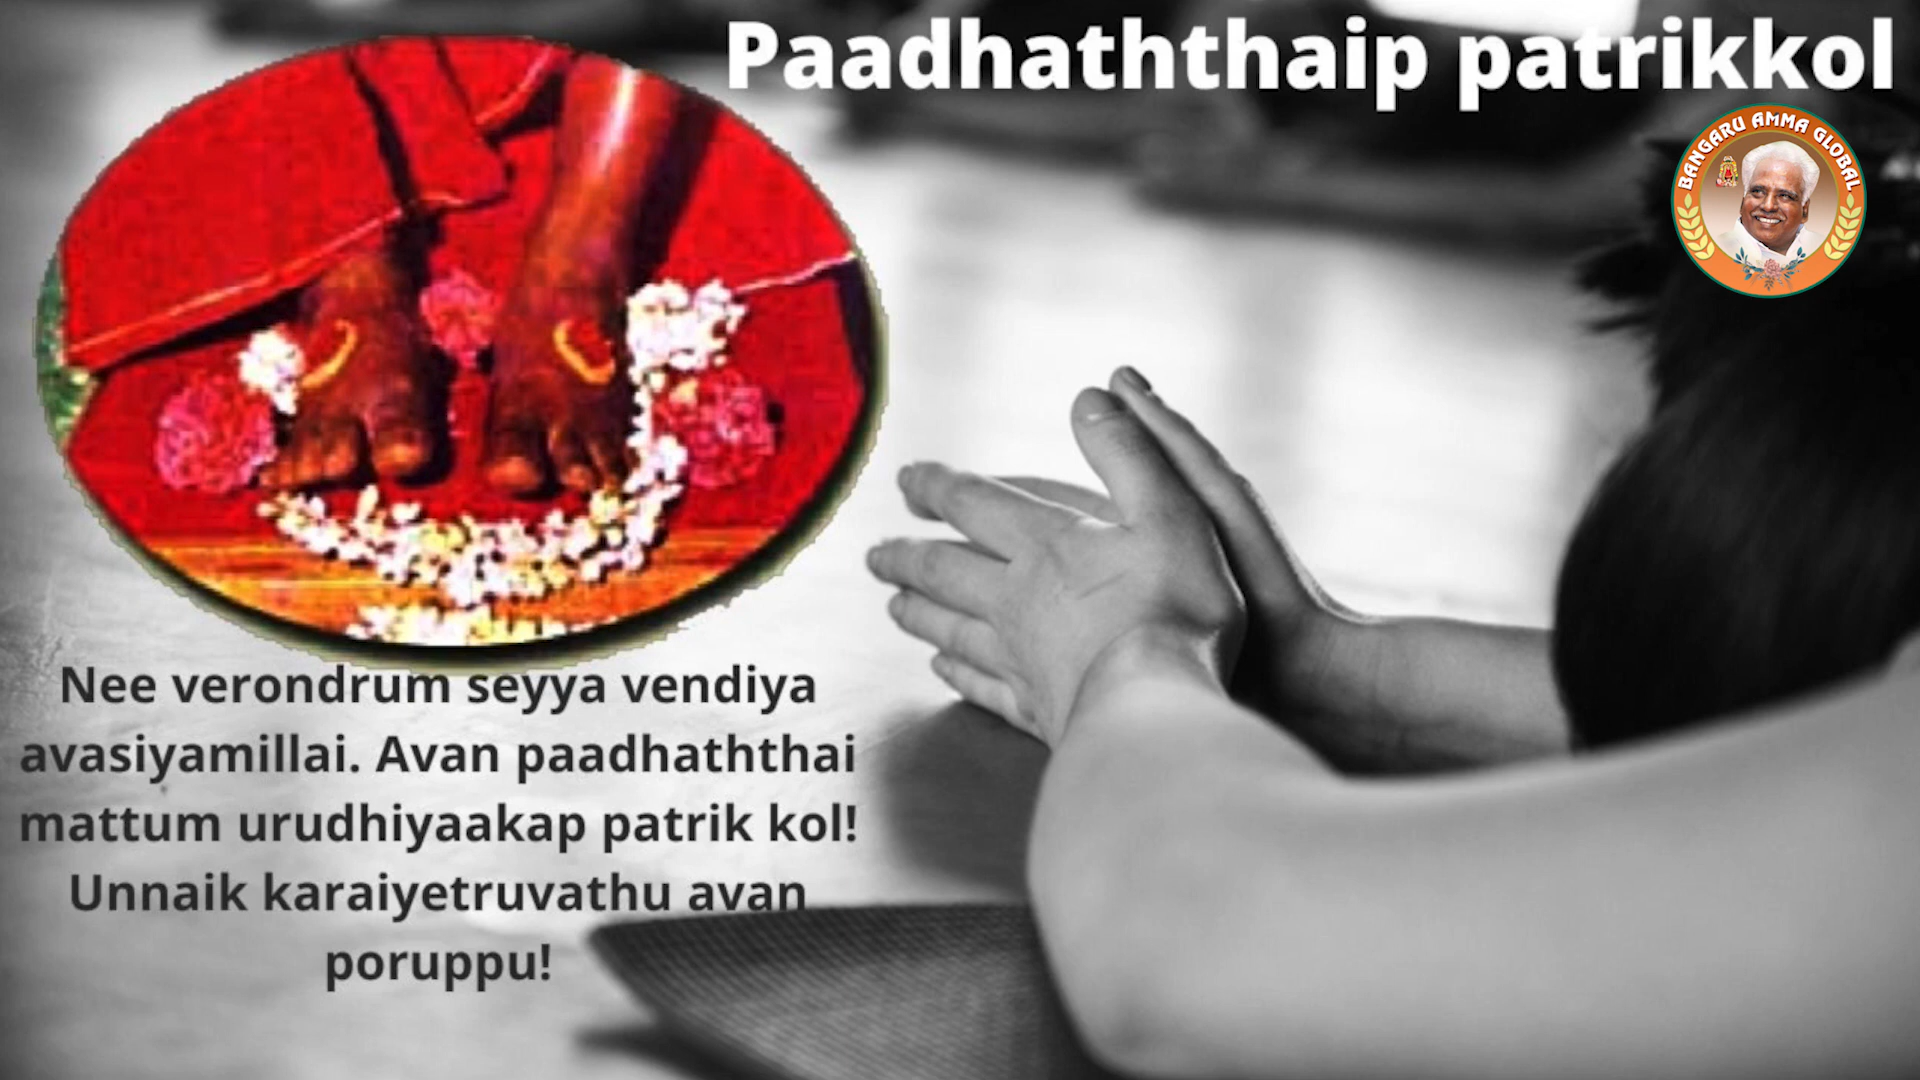 Paadhaththaip patrikkol
BANGARU AMMA GLOBAL
Nee verondrum seyya vendiya
avasiyamillai. Avan paadhaththai
mattum urudhiyaakap patrik kol!
Unnaik karaiyetruvathu avan
poruppu!